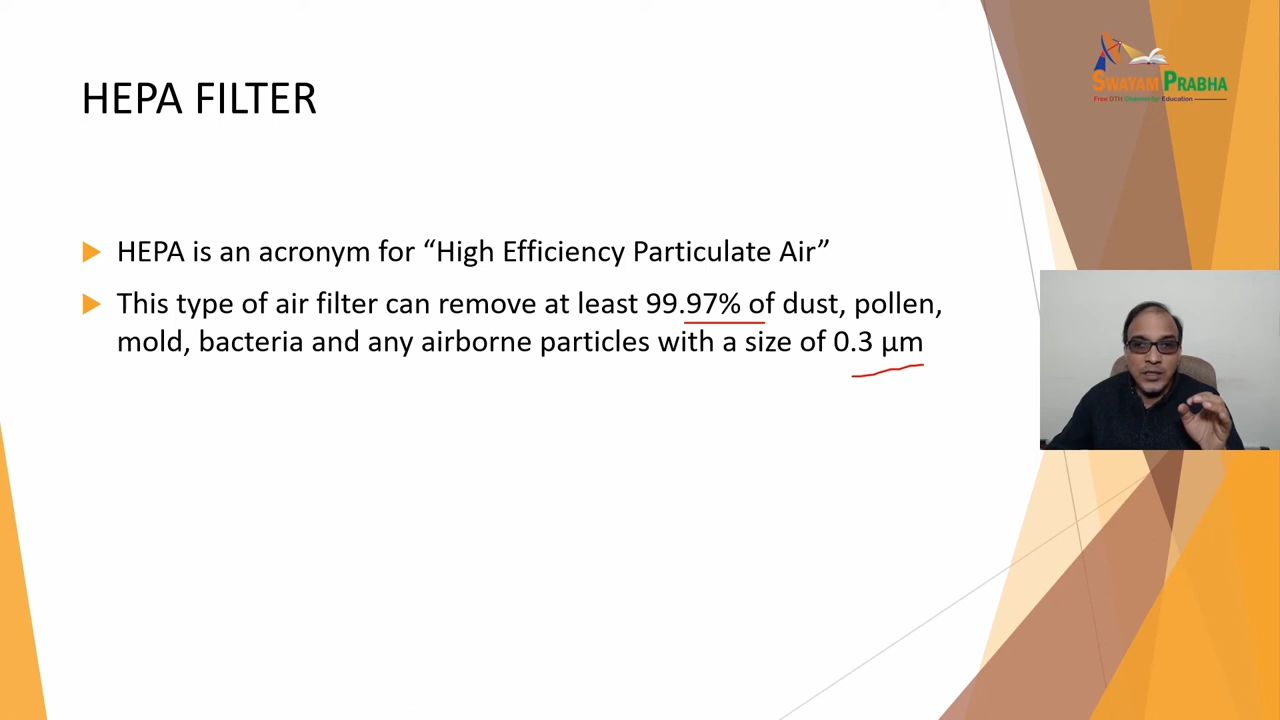 HEPA FILTER
SWAYAM PRABHA
Free DTH Channel for Education
HEPA is an acronym for “High Efficiency Particulate Air”
This type of air filter can remove at least 99.97% of dust, pollen,
mold, bacteria and any airborne particles with a size of 0.3 µm